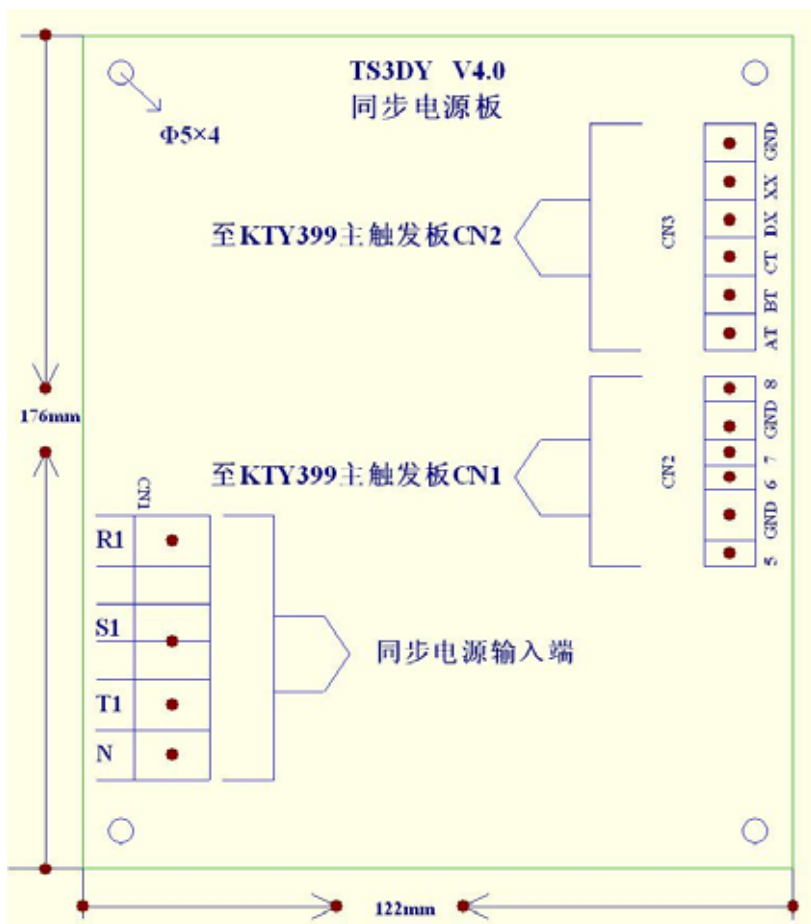 TS3DY V4.0
同步电源板
Φ5×4
GND
XX
DX
CT
BT
AT
CN3
至KTY399主触发板CN2
8
GND
7
6
GND
5
CN2
至KTY399主触发板CN1
176mm
CN1
R1
S1
T1
N
同步电源输入端
122mm